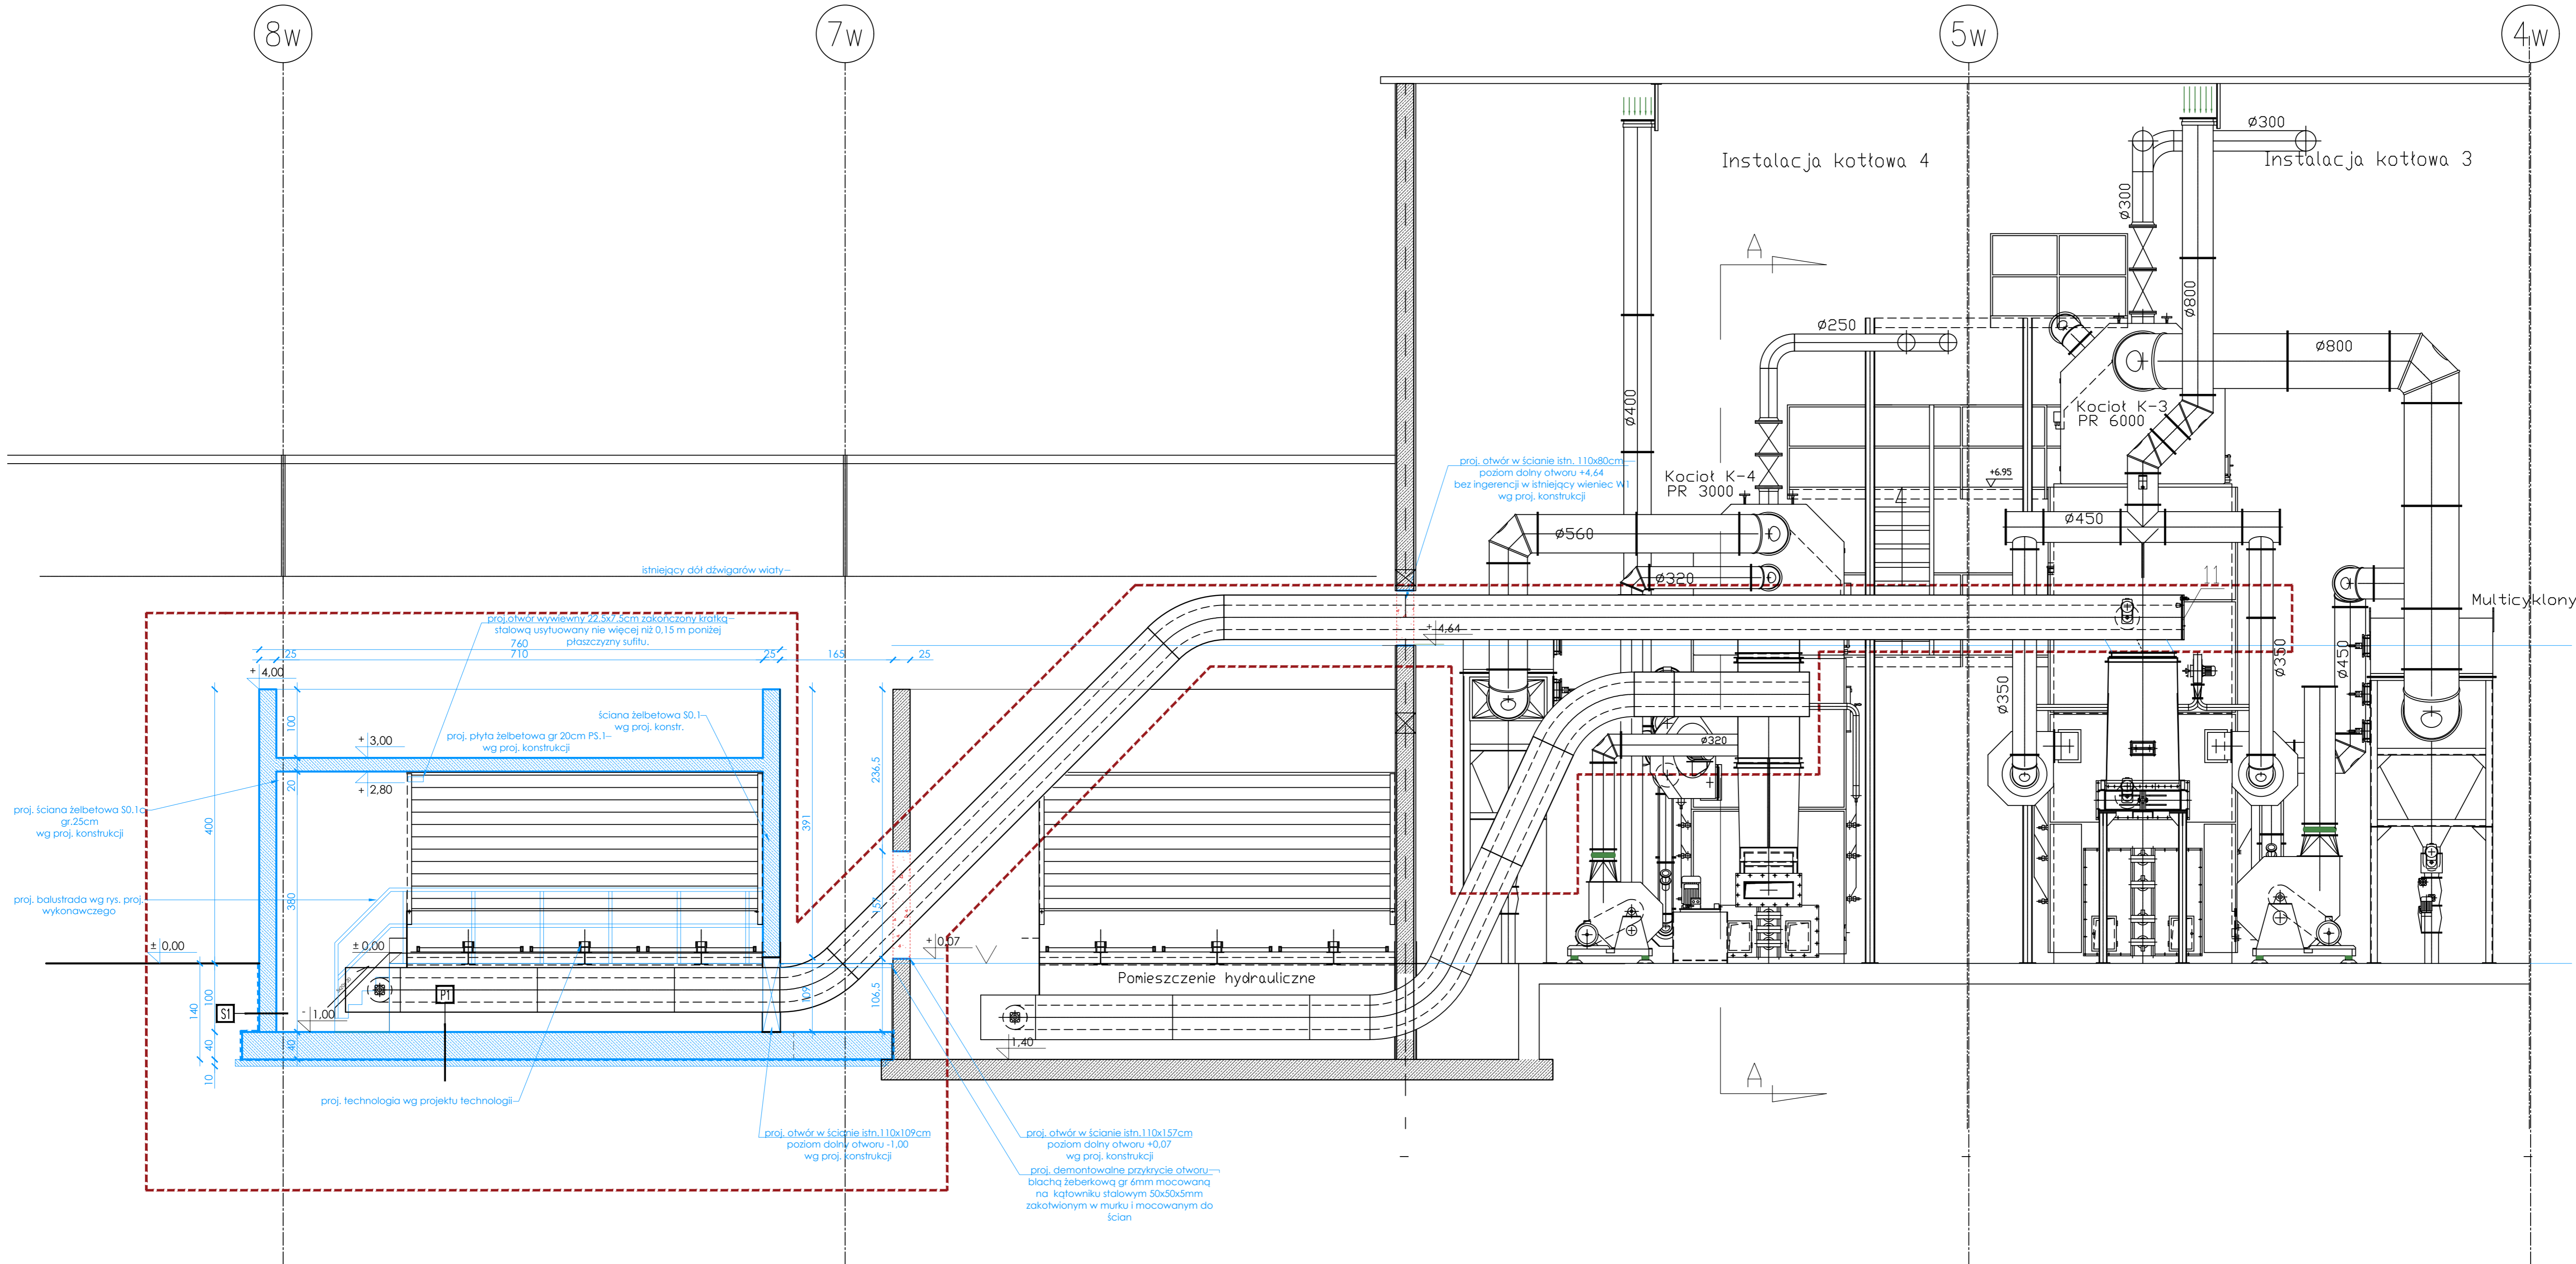 8w
7w
5w
4w
Instalacja kotłowa 4
Instalacja kotłowa 3
Ø300
Ø300
Ø800
Ø800
Ø250
Ø400
A
Kocioł K-3
PR 6000
Kocioł K-4
PR 3000
+6.95
Ø450
Ø560
Ø320
11
Multicyklony
Ø350
Ø350
Ø450
Ø320
proj. otwór w ścianie istn. 110x80cm
poziom dolny otworu +4,64
bez ingerencji w istniejący wieniec W1
wg proj. konstrukcji
istniejący dół dźwigarów wiaty
+ 4,64
proj.otwór wywiewny 22.5x7,5cm zakończony kratką
stalową usytuowany nie więcej niż 0,15 m poniżej
płaszczyzny sufitu.
760
25
710
25
165
25
+ 4,00
100
ściana żelbetowa S0.1
wg proj. konstr.
proj. płyta żelbetowa gr 20cm PS.1
wg proj. konstrukcji
+ 3,00
20
+ 2,80
236.5
391
400
380
157
proj. ściana żelbetowa S0.1a
gr.25cm
wg proj. konstrukcji
proj. balustrada wg rys. proj.
wykonawczego
± 0,00
± 0,00
+ 0,07
Pomieszczenie hydrauliczne
P1
S1
- 1,00
109
106.5
140
100
40
40
10
1,40
proj. technologia wg projektu technologii
proj. otwór w ścianie istn.110x109cm
poziom dolny otworu -1,00
wg proj. konstrukcji
proj. otwór w ścianie istn.110x157cm
poziom dolny otworu +0,07
wg proj. konstrukcji
proj. demontowalne przykrycie otworu
blachą żeberkową gr 6mm mocowaną
na kątowniku stalowym 50x50x5mm
zakotwionym w murku i mocowanym do
ścian
A